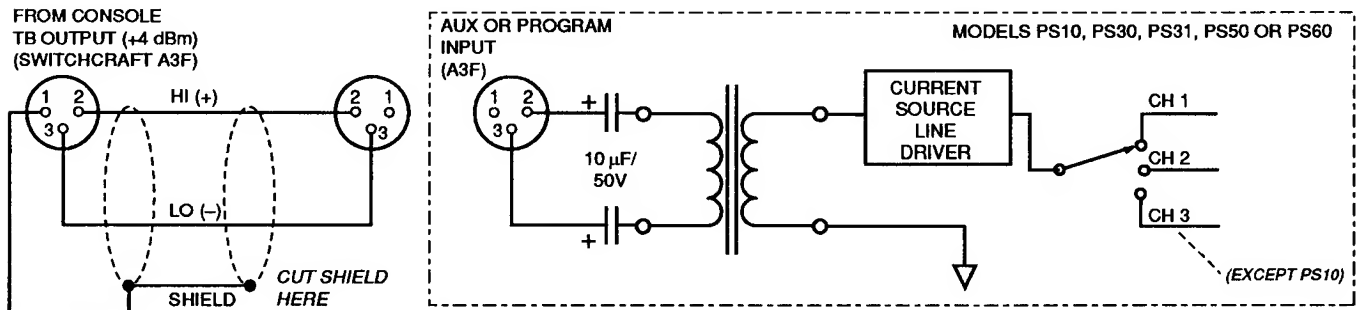 FROM CONSOLE
TB OUTPUT (+4 dBm)
(SWITCHCRAFT A3F)
1 2
3
HI (+)
LO (–)
2 1
3
SHIELD
CUT SHIELD
HERE
AUX OR PROGRAM
INPUT
(A3F)
1 2
3
+
10 µF/
50V
+
MODELS PS10, PS30, PS31, PS50 OR PS60
CURRENT
SOURCE
LINE
DRIVER
CH 1
CH 2
CH 3
(EXCEPT PS10)